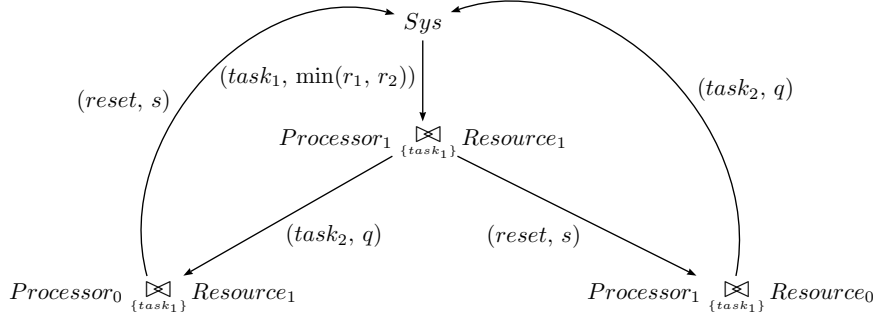 Sys
(task₁, min(r₁, r₂))
(reset, s)
(task₂, q)
Processor₁ ⋈ Resource₁
{task₁}
(task₂, q)
(reset, s)
Processor₀ ⋈ Resource₁
{task₁}
Processor₁ ⋈ Resource₀
{task₁}